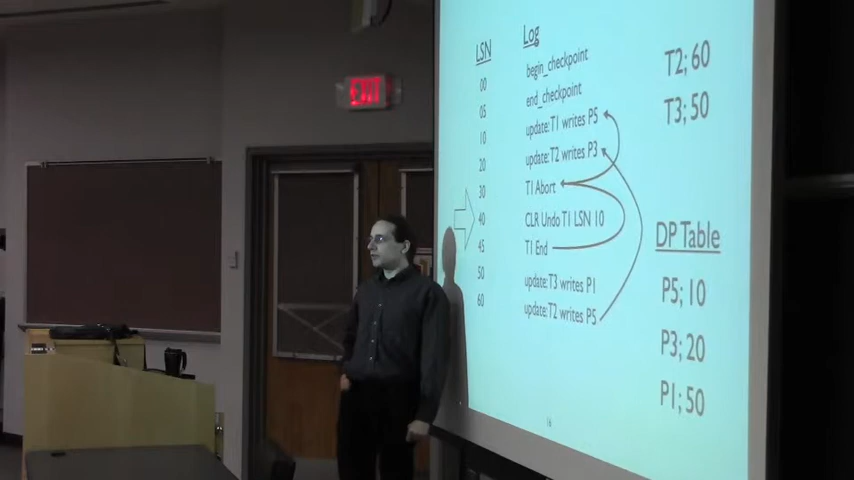 EXIT
LSN Log
00 begin_checkpoint
05 end_checkpoint
10 update: T1 writes P5
20 update: T2 writes P3
30 T1 Abort
40 CLR Undo T1 LSN 10
45 T1 End
50 update: T3 writes P1
60 update: T2 writes P5
T2; 60
T3; 50
DP Table
P5; 10
P3; 20
P1; 50
16